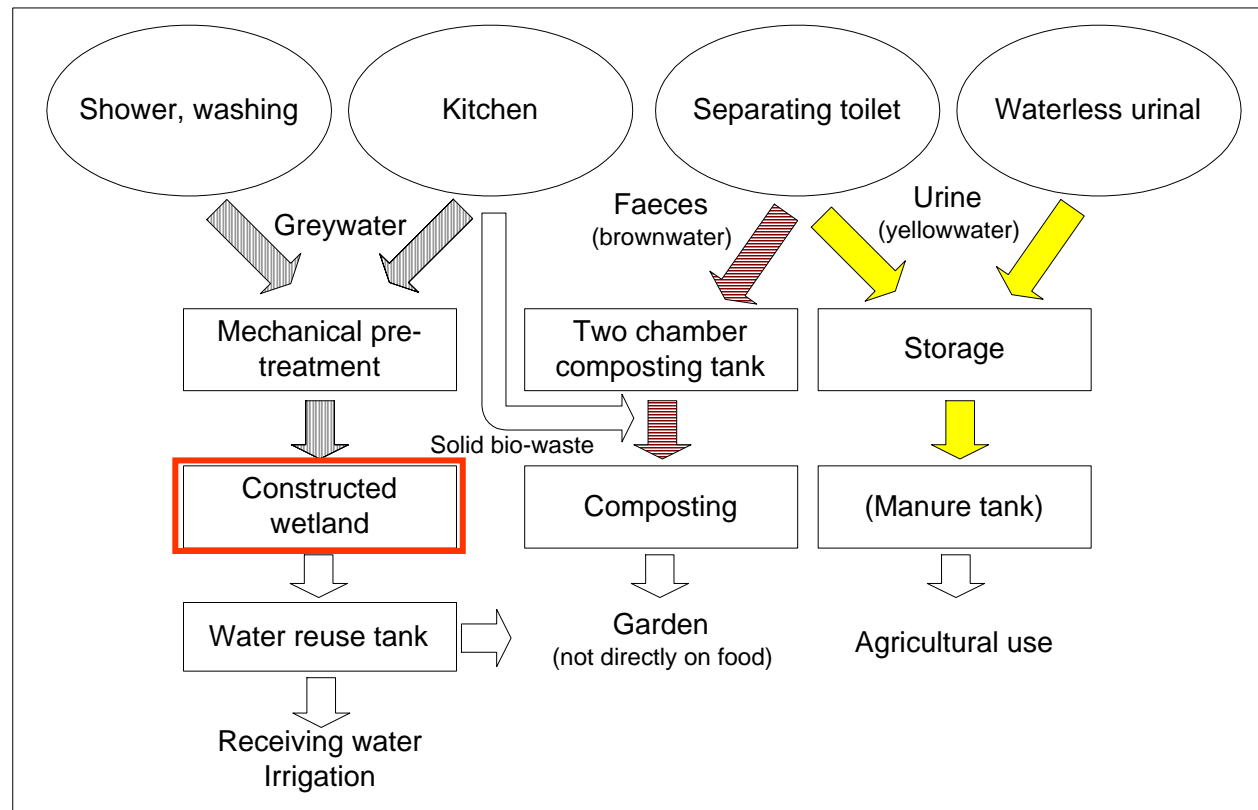 Shower, washing
Kitchen
Separating toilet
Waterless urinal
Greywater
Faeces
(brownwater)
Urine
(yellowwater)
Mechanical pre-
treatment
Two chamber
composting tank
Storage
Solid bio-waste
Constructed
wetland
Composting
(Manure tank)
Water reuse tank
Garden
(not directly on food)
Agricultural use
Receiving water
Irrigation